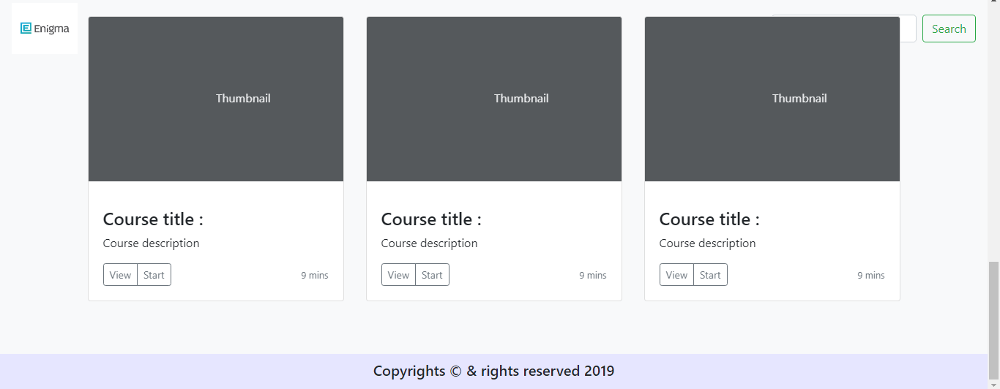 Enigma
Search
Thumbnail
Thumbnail
Thumbnail
Course title :
Course description
View Start 9 mins
Course title :
Course description
View Start 9 mins
Course title :
Course description
View Start 9 mins
Copyrights © & rights reserved 2019